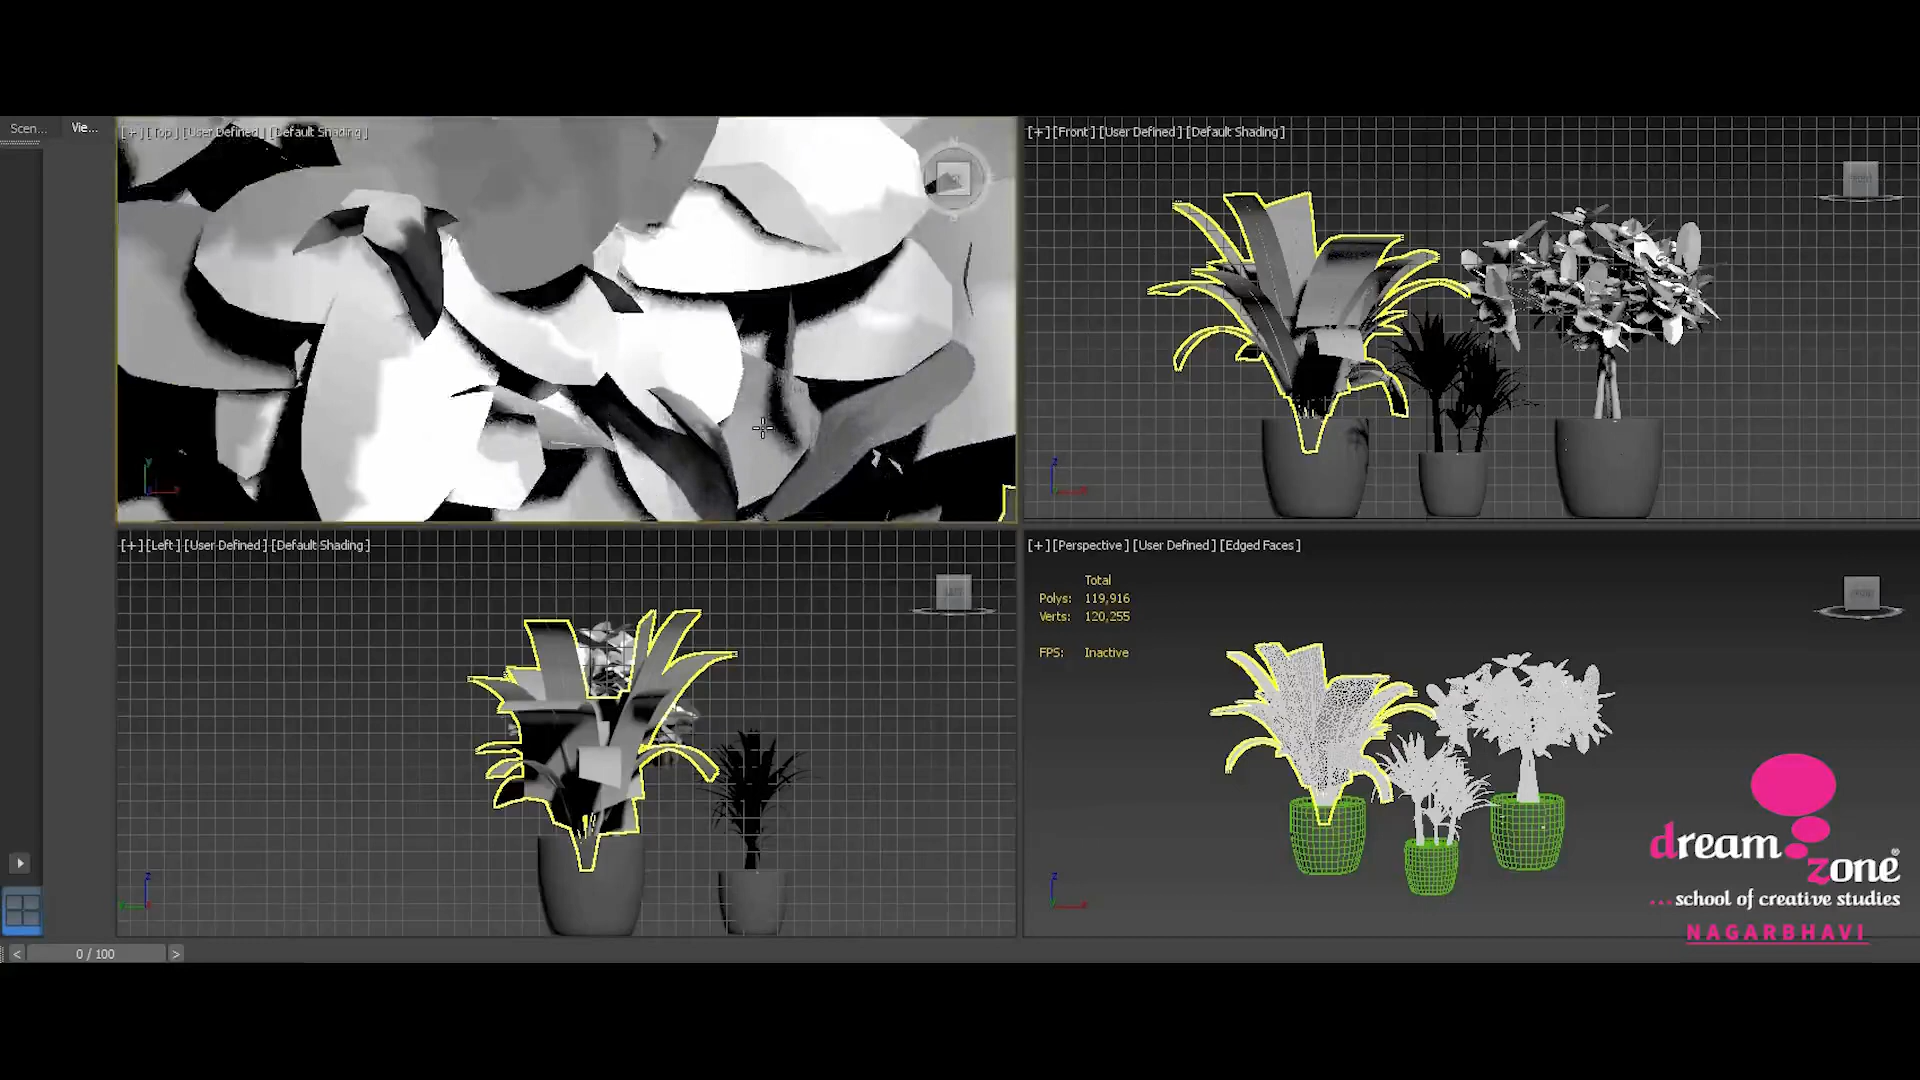 Scen...
Vie...
[+] [Top] [User Defined] [Default Shading]
[+] [Front] [User Defined] [Default Shading]
FRONT
[+] [Left] [User Defined] [Default Shading]
LEFT
[+] [Perspective] [User Defined] [Edged Faces]
Total
Polys: 119,916
Verts: 120,255
FPS: Inactive
z
x
y
< 0 / 100 >
dream
zone®
...school of creative studies
NAGARBHAVI